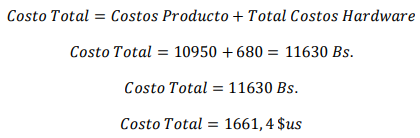 Costo Total = Costos Producto + Total Costos Hardware
Costo Total = 10950 + 680 = 11630 Bs.
Costo Total = 11630 Bs.
Costo Total = 1661,4 $us